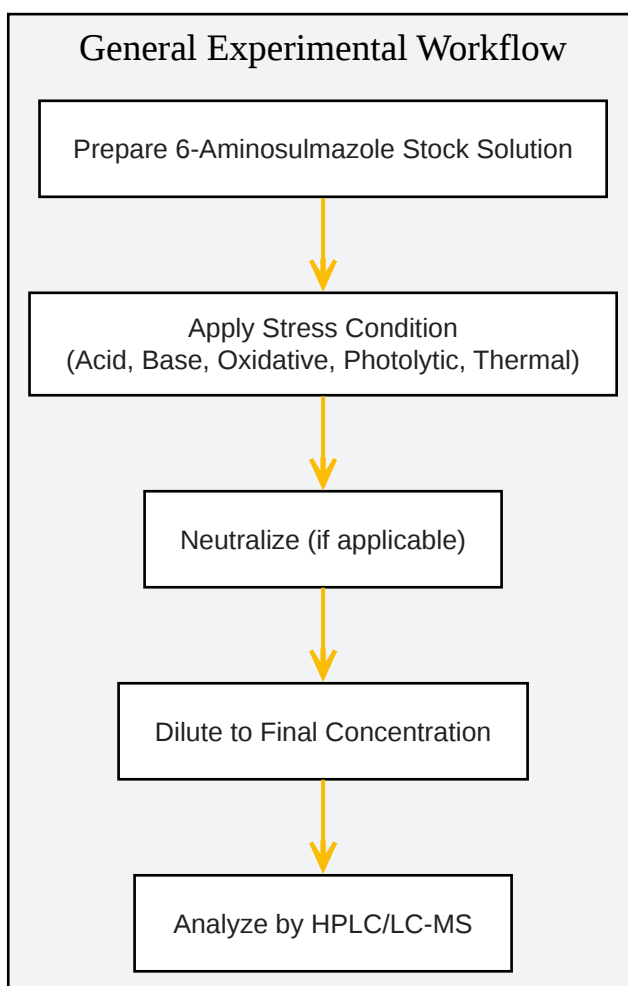 General Experimental Workflow
Prepare 6-Aminosulmazole Stock Solution
Apply Stress Condition
(Acid, Base, Oxidative, Photolytic, Thermal)
Neutralize (if applicable)
Dilute to Final Concentration
Analyze by HPLC/LC-MS